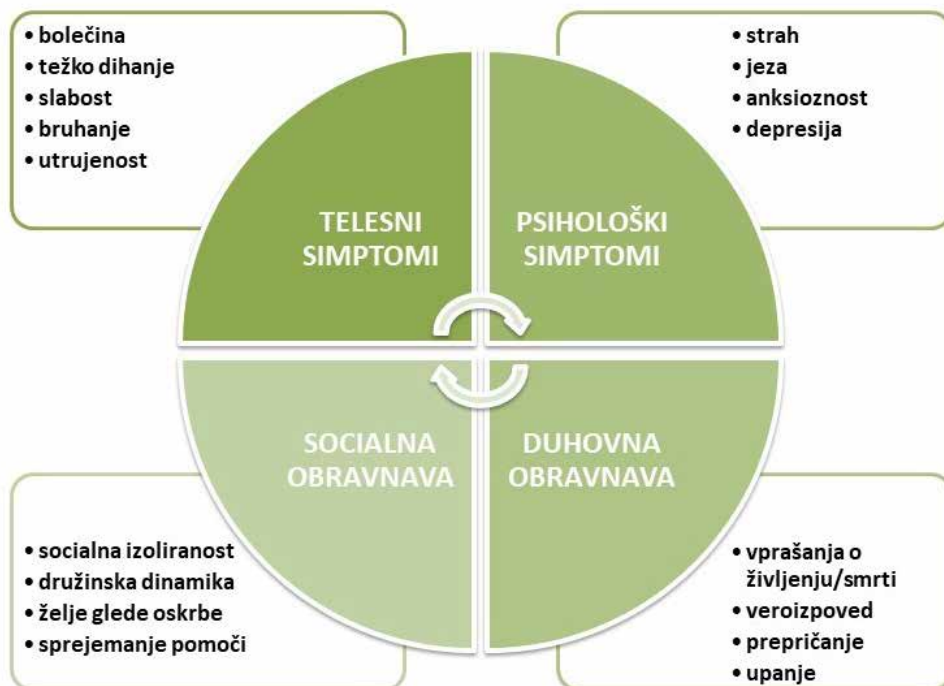 • bolečina
• težko dihanje
• slabost
• bruhanje
• utrujenost
• strah
• jeza
• anksioznost
• depresija
TELESNI
SIMPTOMI
PSIHOLOŠKI
SIMPTOMI
SOCIALNA
OBRAVNAVA
DUHOVNA
OBRAVNAVA
• socialna izoliranost
• družinska dinamika
• želje glede oskrbe
• sprejemanje pomoči
• vprašanja o
življenju/smrti
• veroizpoved
• prepričanje
• upanje